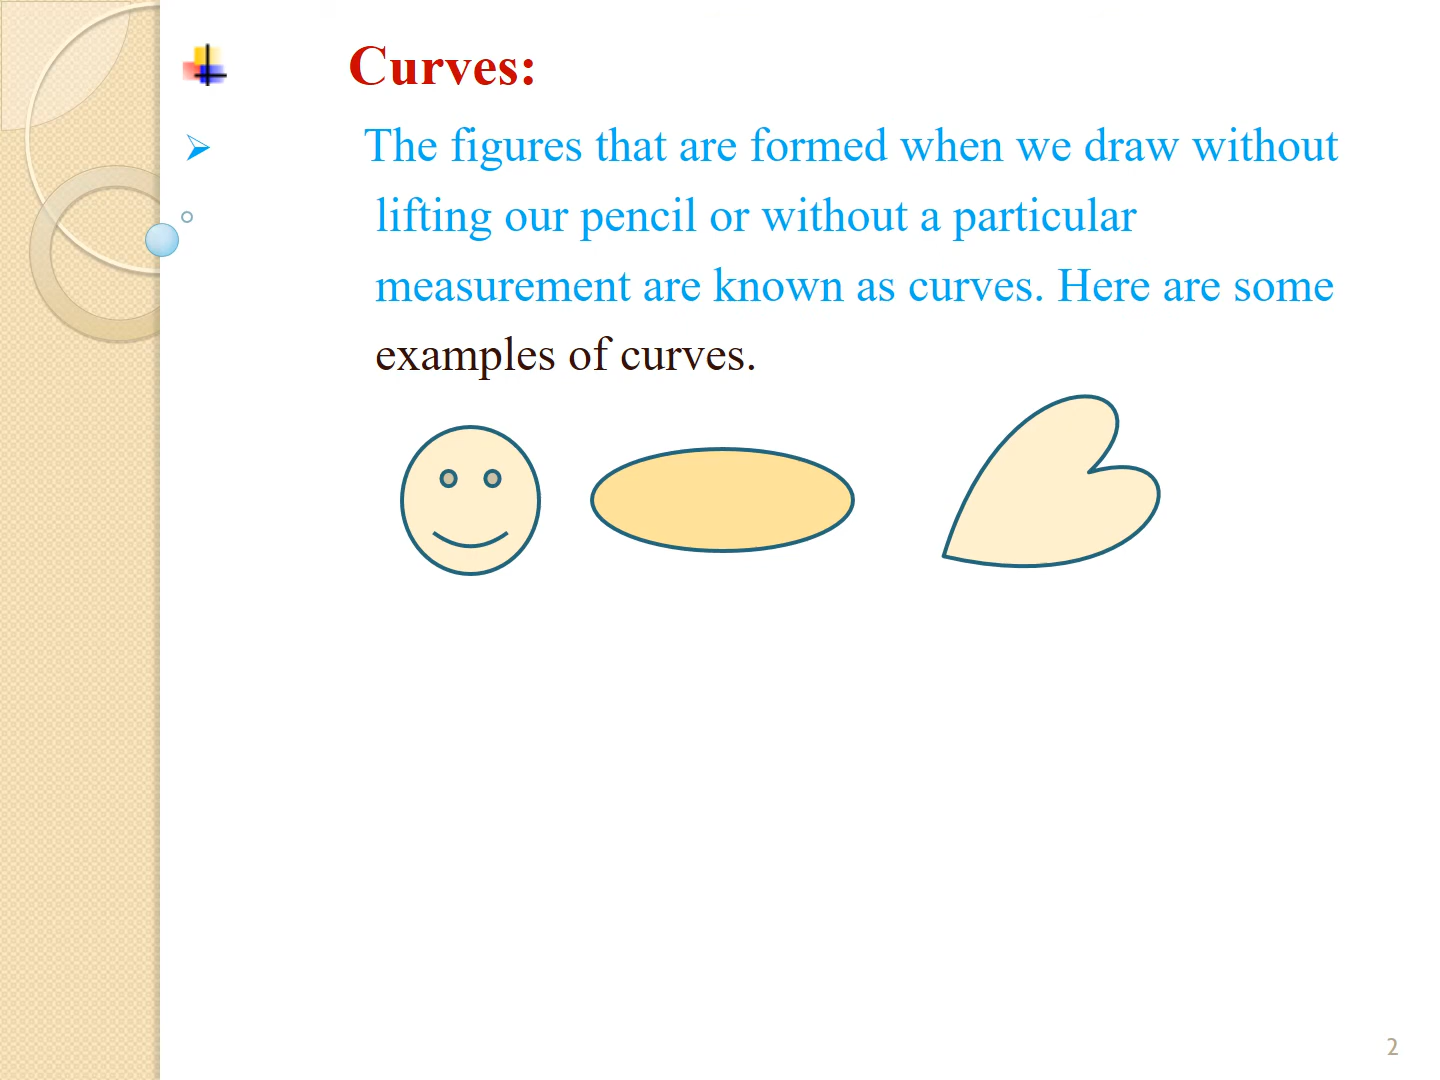 Curves:
The figures that are formed when we draw without
lifting our pencil or without a particular
measurement are known as curves. Here are some
examples of curves.
2